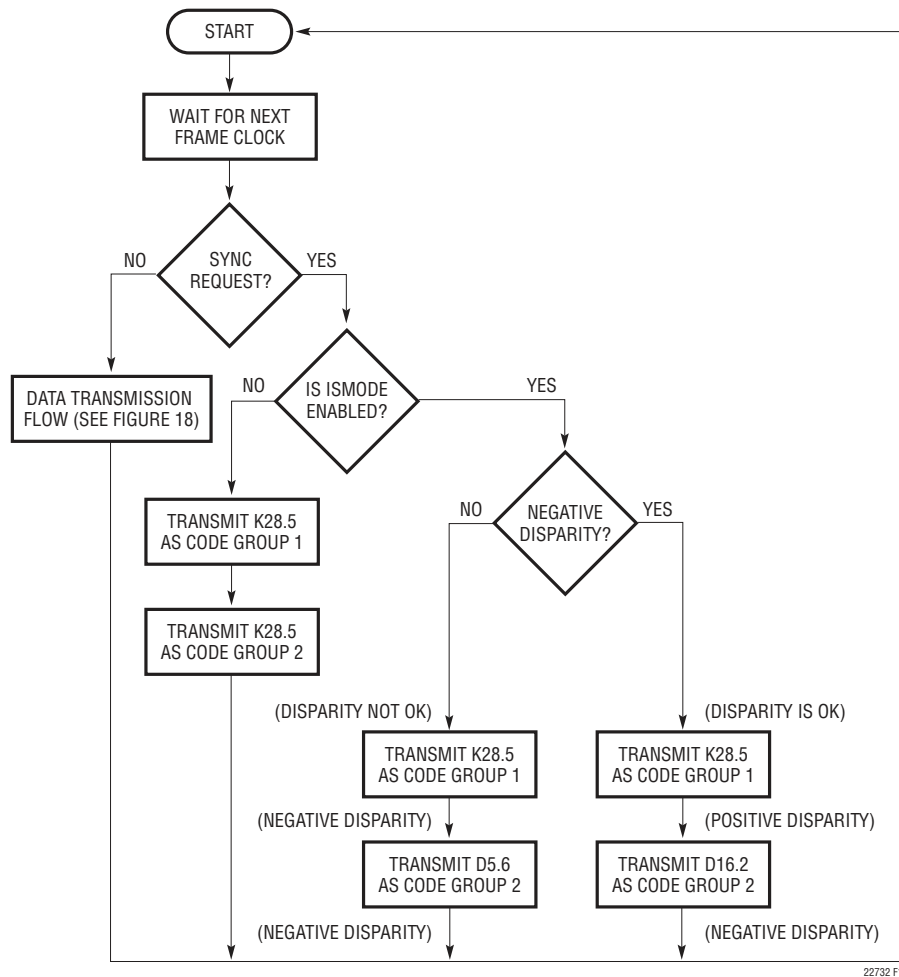 START
WAIT FOR NEXT
FRAME CLOCK
SYNC
REQUEST?
NO
YES
IS ISMODE
ENABLED?
NO
YES
DATA TRANSMISSION
FLOW (SEE FIGURE 18)
NEGATIVE
DISPARITY?
NO
YES
TRANSMIT K28.5
AS CODE GROUP 1
TRANSMIT K28.5
AS CODE GROUP 2
(DISPARITY NOT OK)
(DISPARITY IS OK)
TRANSMIT K28.5
AS CODE GROUP 1
TRANSMIT K28.5
AS CODE GROUP 1
(NEGATIVE DISPARITY)
(POSITIVE DISPARITY)
TRANSMIT D5.6
AS CODE GROUP 2
TRANSMIT D16.2
AS CODE GROUP 2
(NEGATIVE DISPARITY)
(NEGATIVE DISPARITY)
22732 F